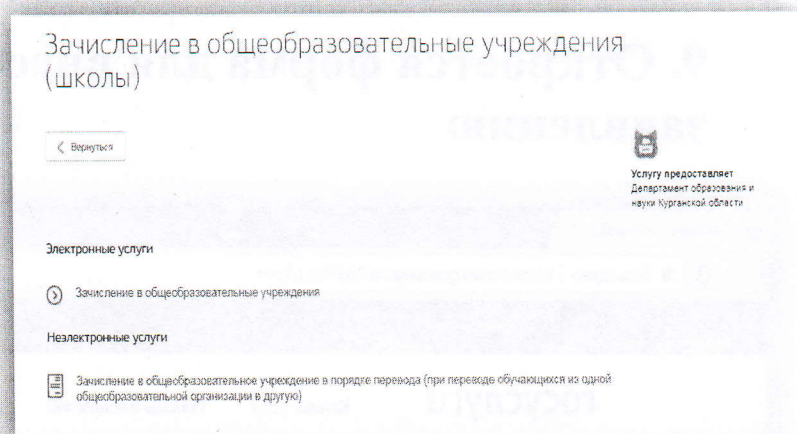 Зачисление в общеобразовательные учреждения
(школы)
Вернуться
Услугу предоставляет
Департамент образования и
науки Курганской области
Электронные услуги
Зачисление в общеобразовательные учреждения
Неэлектронные услуги
Зачисление в общеобразовательное учреждение в порядке перевода (при переводе обучающихся из одной
общеобразовательной организации в другую)